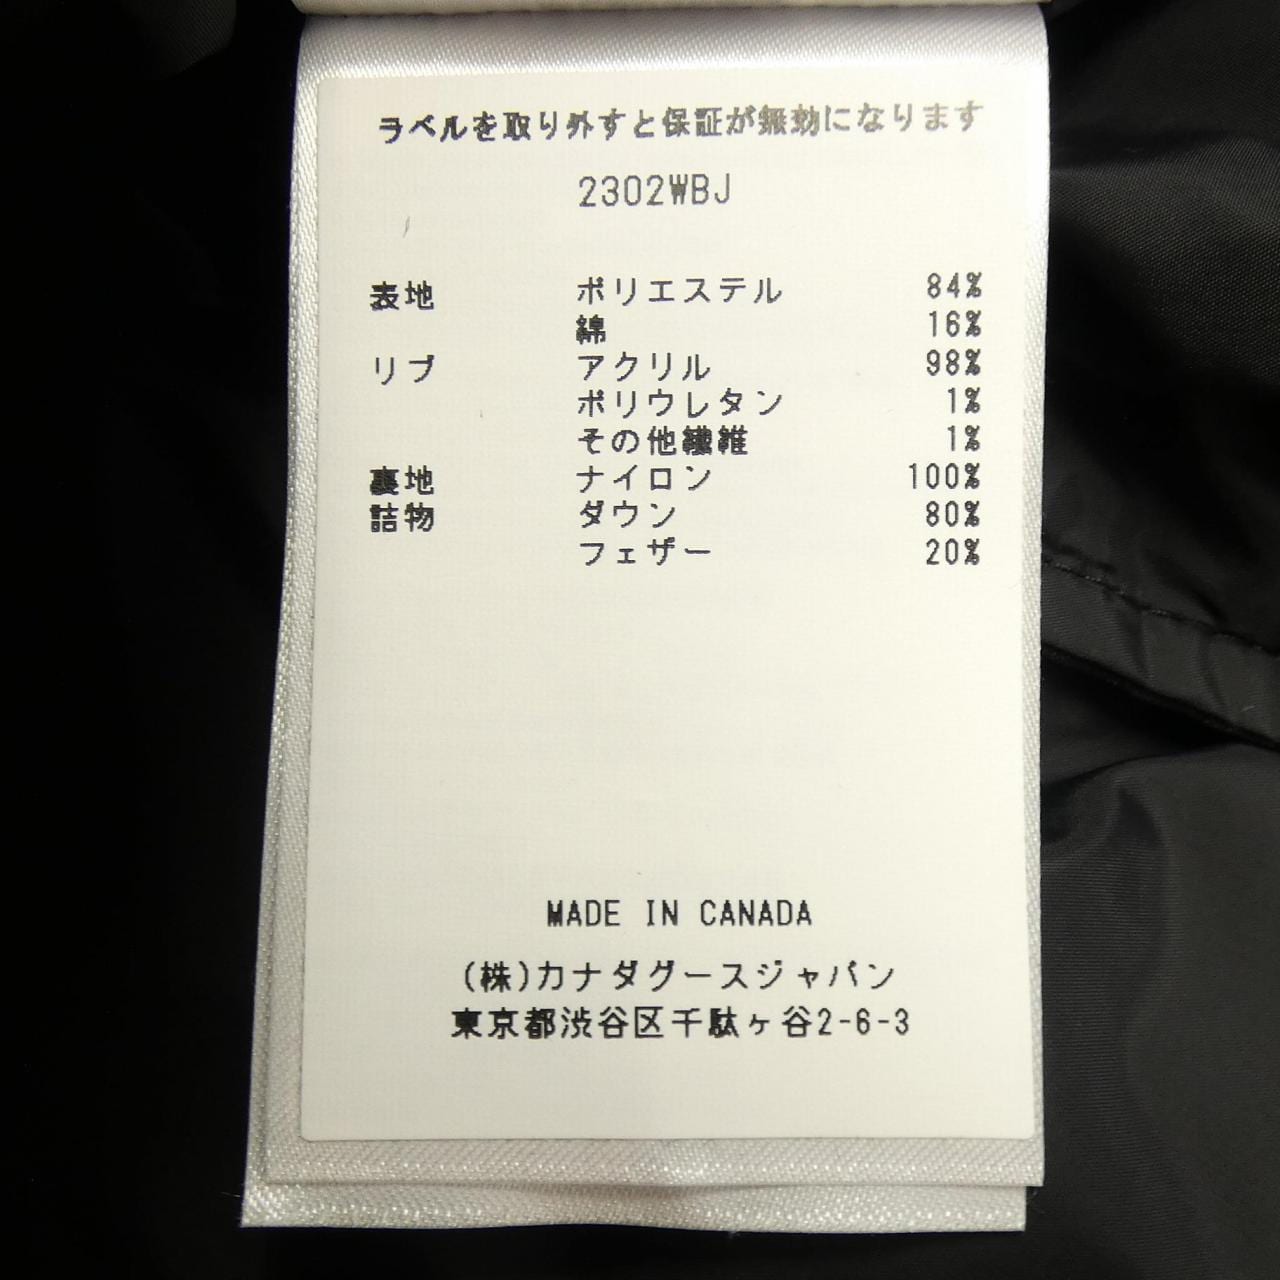 ラベルを取り外すと保証が無効になります
2302WBJ
表地 ポリエステル 84%
綿 16%
リブ アクリル 98%
ポリウレタン 1%
その他繊維 1%
裏地 ナイロン 100%
詰物 ダウン 80%
フェザー 20%
MADE IN CANADA
(株)カナダグースジャパン
東京都渋谷区千駄ヶ谷2-6-3